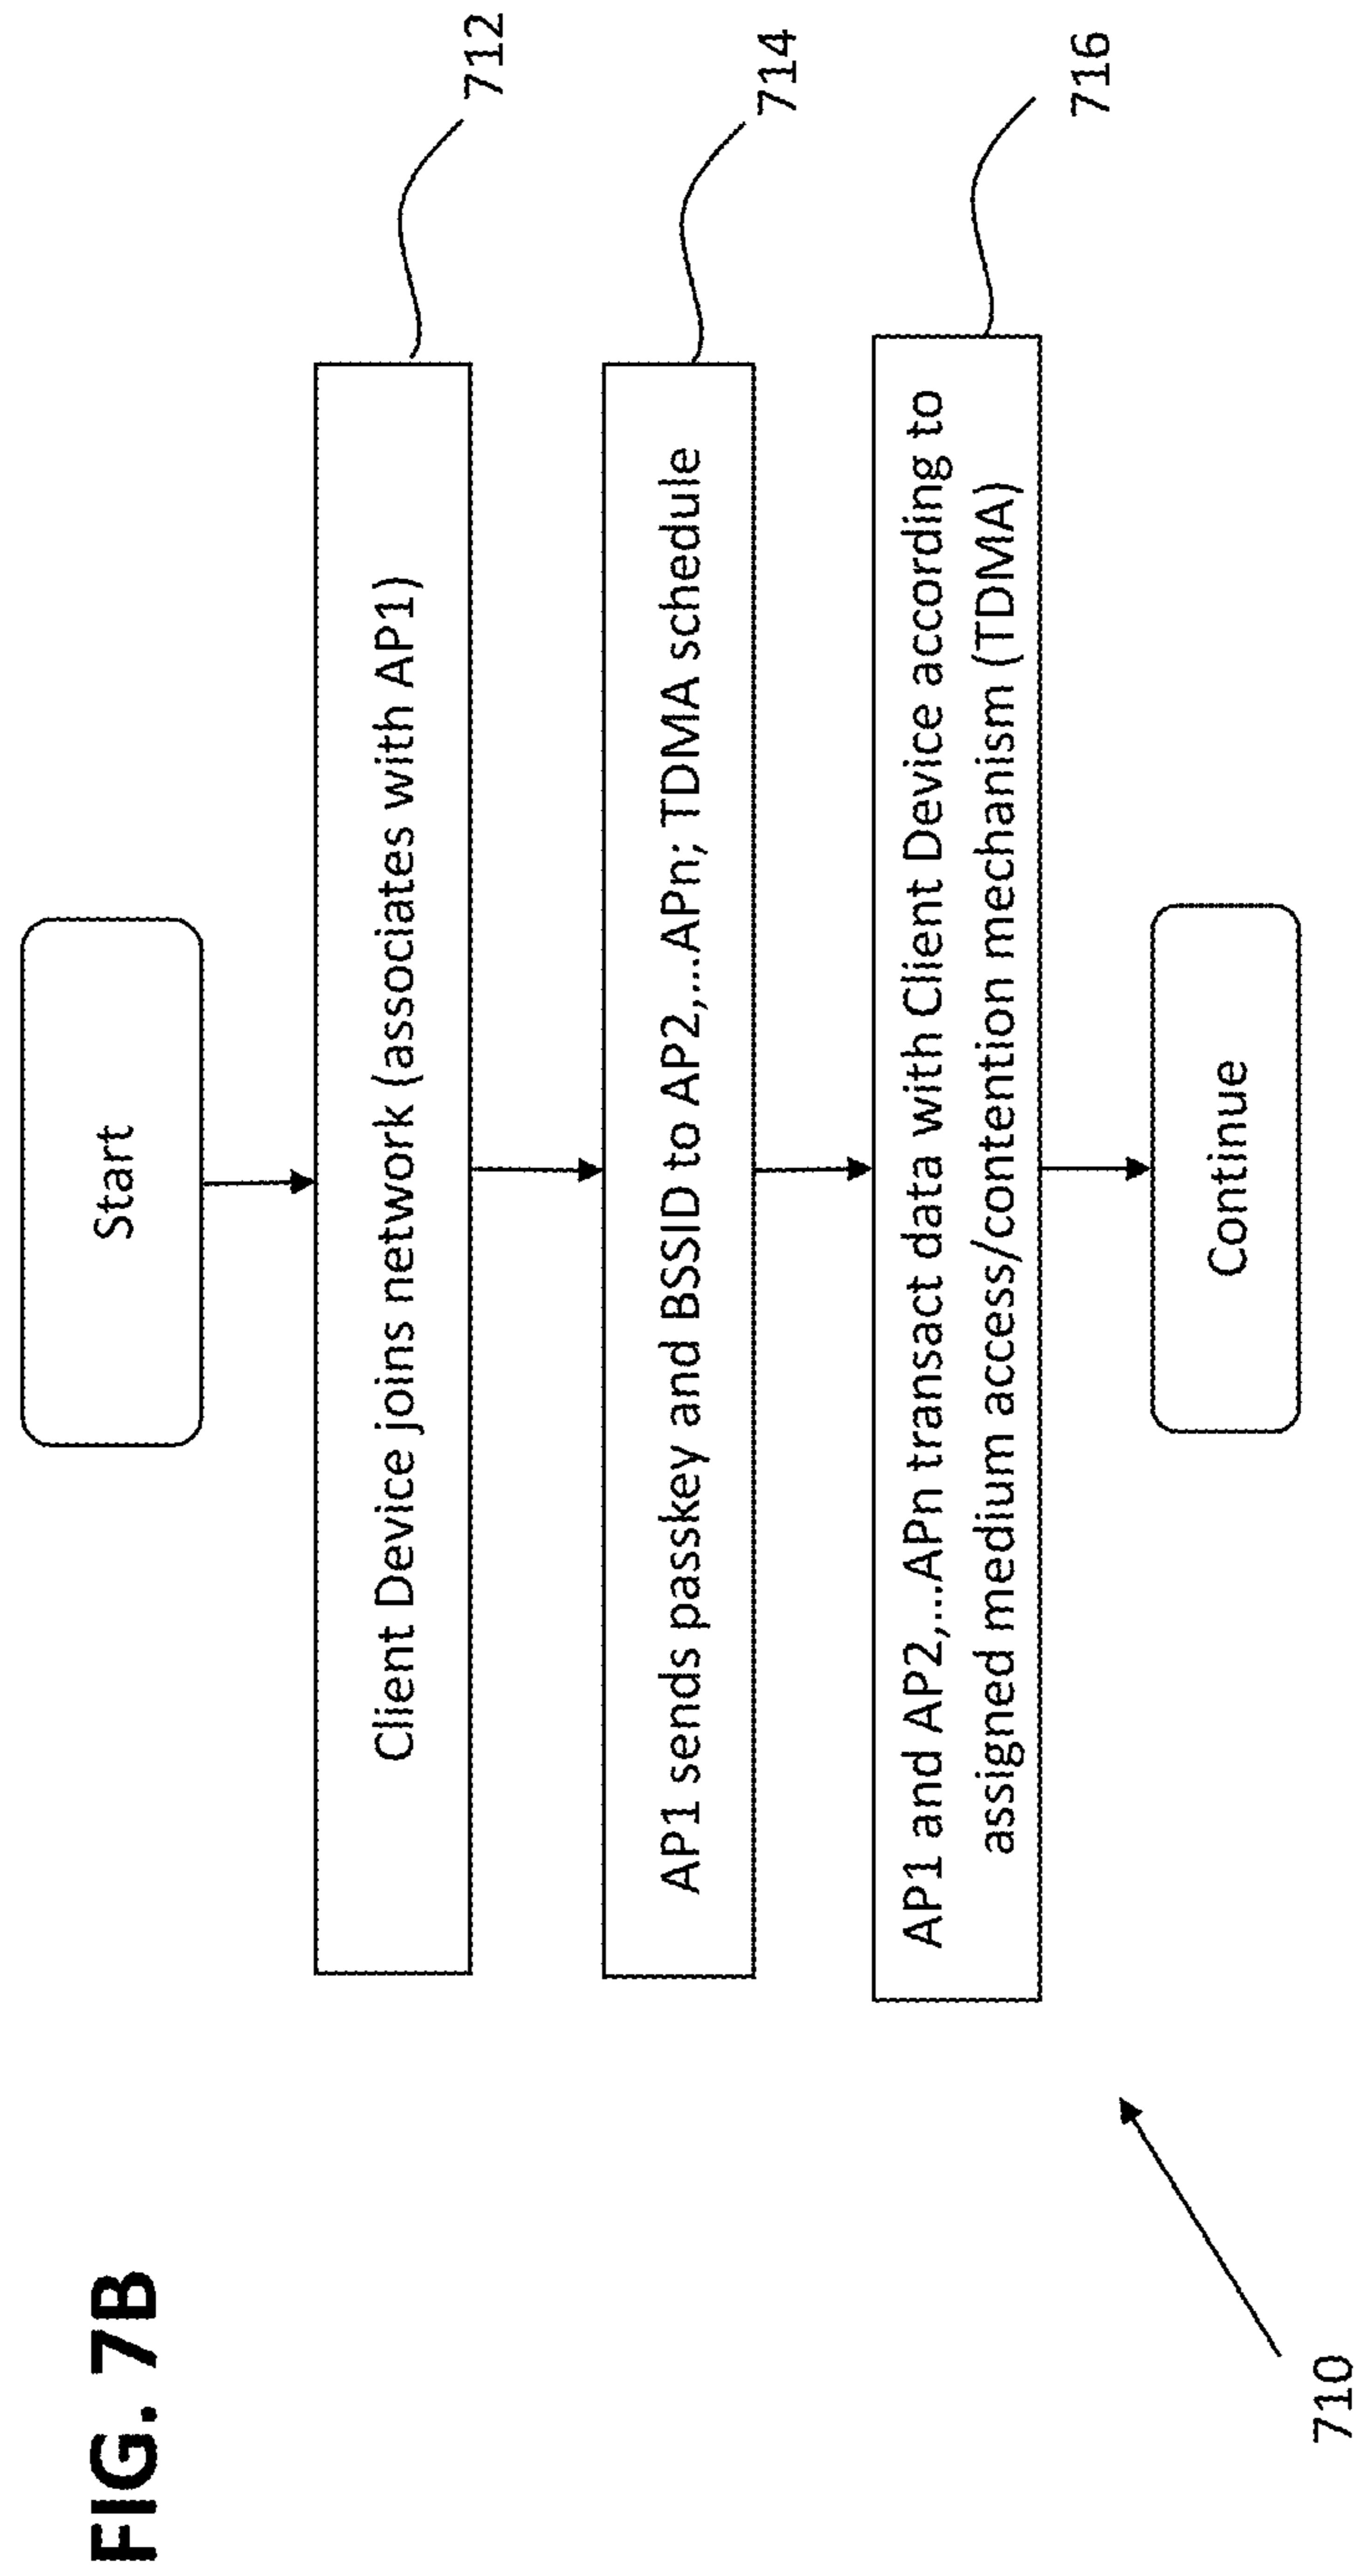 FIG. 7B
Start
Client Device joins network (associates with AP1)
712
AP1 sends passkey and BSSID to AP2,...APn; TDMA schedule
714
AP1 and AP2,...APn transact data with Client Device according to
assigned medium access/contention mechanism (TDMA)
716
Continue
710